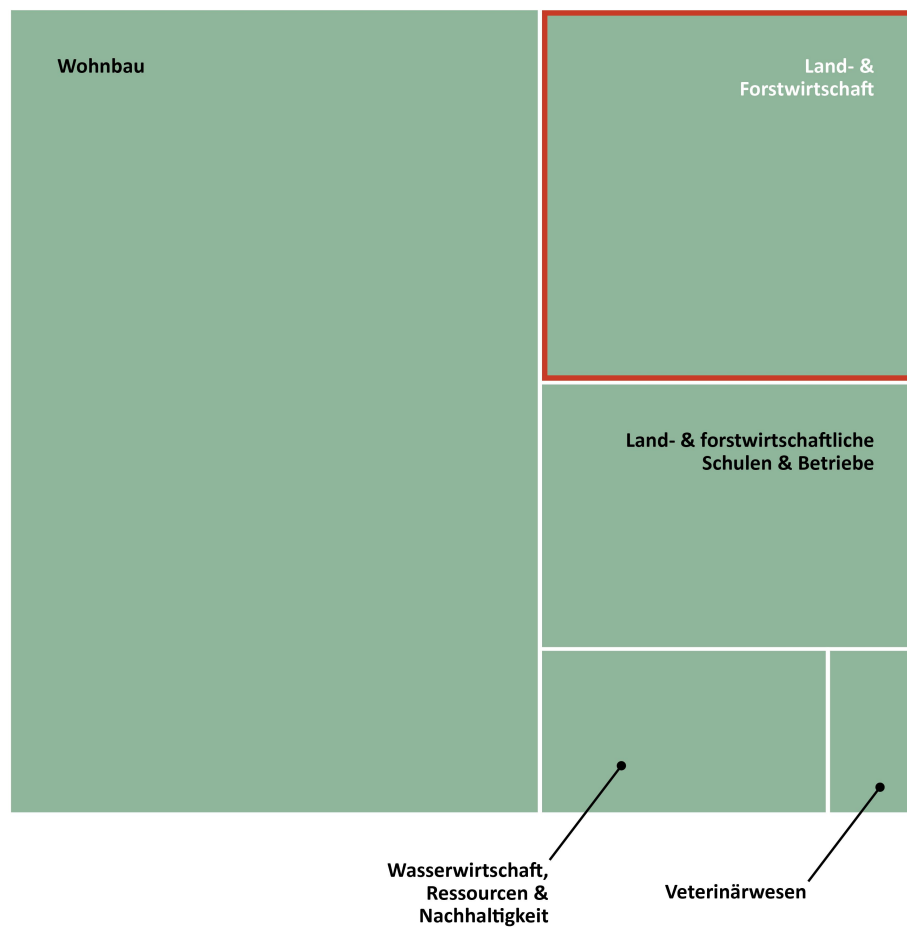 Wohnbau
Land- &
Forstwirtschaft
Land- & forstwirtschaftliche
Schulen & Betriebe
Wasserwirtschaft,
Ressourcen &
Nachhaltigkeit
Veterinärwesen